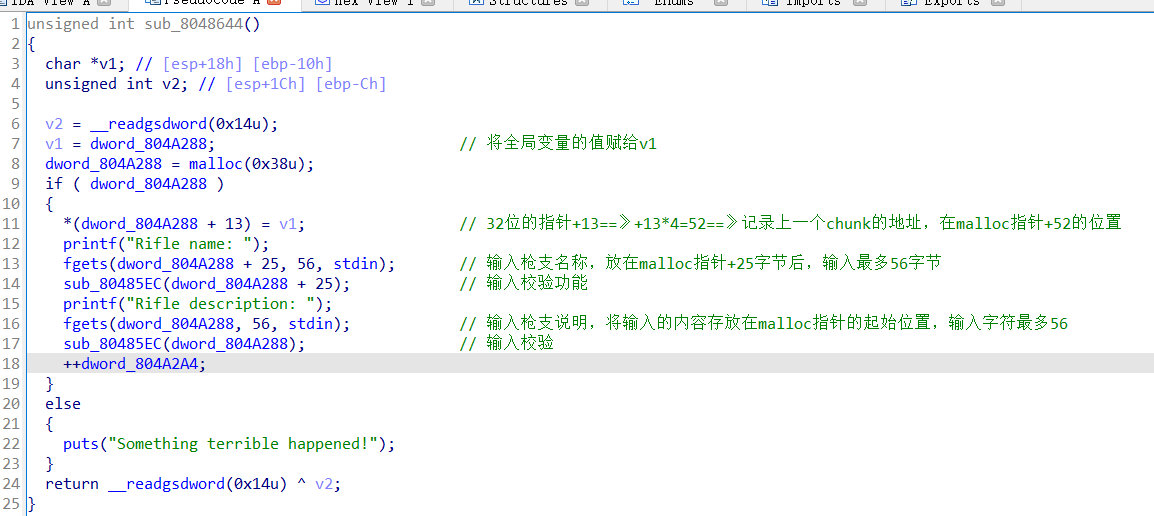 IDA View A Pseudocode A Hex View 1 Structures Enums Imports Exports
1 unsigned int sub_8048644()
2 {
3 char *v1; // [esp+18h] [ebp-10h]
4 unsigned int v2; // [esp+1Ch] [ebp-Ch]
5
6 v2 = __readgsdword(0x14u);
7 v1 = dword_804A288; // 将全局变量的值赋给v1
8 dword_804A288 = malloc(0x38u);
9 if ( dword_804A288 )
10 {
11 *(dword_804A288 + 13) = v1; // 32位的指针+13==》+13*4=52==》记录上一个chunk的地址，在malloc指针+52的位置
12 printf("Rifle name: ");
13 fgets(dword_804A288 + 25, 56, stdin); // 输入枪支名称，放在malloc指针+25字节后，输入最多56字节
14 sub_80485EC(dword_804A288 + 25); // 输入校验功能
15 printf("Rifle description: ");
16 fgets(dword_804A288, 56, stdin); // 输入枪支说明，将输入的内容存放在malloc指针的起始位置，输入字符最多56
17 sub_80485EC(dword_804A288); // 输入校验
18 ++dword_804A2A4;
19 }
20 else
21 {
22 puts("Something terrible happened!");
23 }
24 return __readgsdword(0x14u) ^ v2;
25 }